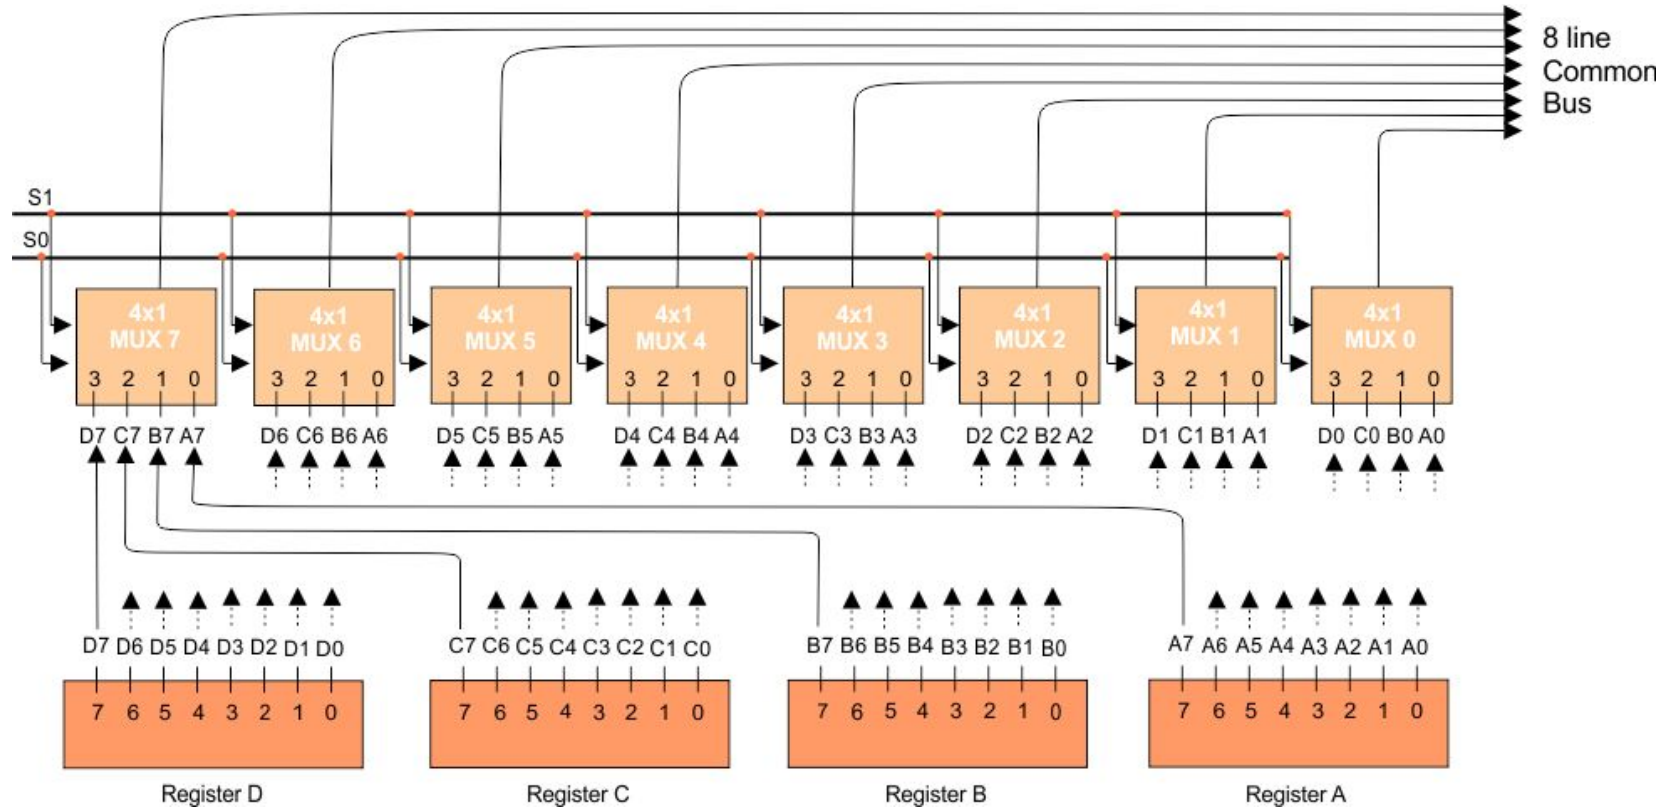 8 line
Common
Bus
S1
S0
4x1 4x1 4x1 4x1 4x1 4x1 4x1 4x1
MUX 7 MUX 6 MUX 5 MUX 4 MUX 3 MUX 2 MUX 1 MUX 0
3 2 1 0 3 2 1 0 3 2 1 0 3 2 1 0 3 2 1 0 3 2 1 0 3 2 1 0 3 2 1 0
D7 C7 B7 A7 D6 C6 B6 A6 D5 C5 B5 A5 D4 C4 B4 A4 D3 C3 B3 A3 D2 C2 B2 A2 D1 C1 B1 A1 D0 C0 B0 A0
D7 D6 D5 D4 D3 D2 D1 D0 C7 C6 C5 C4 C3 C2 C1 C0 B7 B6 B5 B4 B3 B2 B1 B0 A7 A6 A5 A4 A3 A2 A1 A0
7 6 5 4 3 2 1 0 7 6 5 4 3 2 1 0 7 6 5 4 3 2 1 0 7 6 5 4 3 2 1 0
Register D Register C Register B Register A